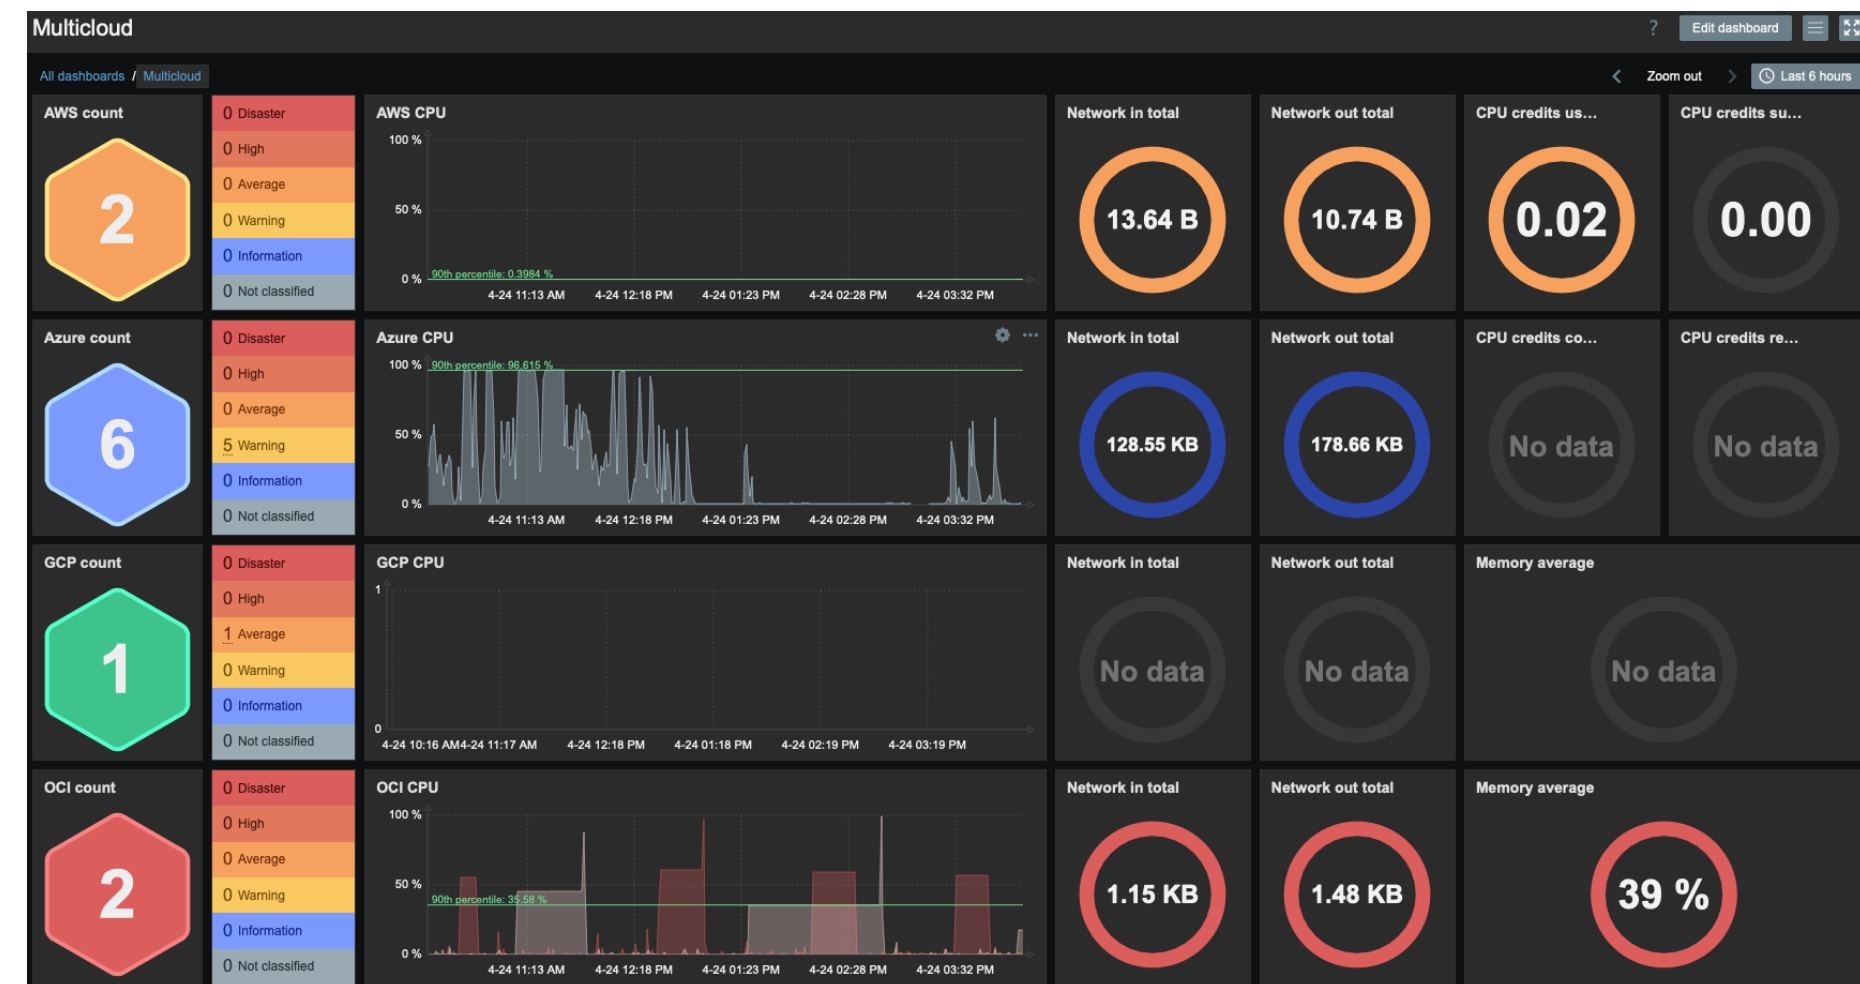 Multicloud
? Edit dashboard
All dashboards / Multicloud
Zoom out Last 6 hours
AWS count
2
0 Disaster
0 High
0 Average
0 Warning
0 Information
0 Not classified
AWS CPU
100 %
50 %
0 %
90th percentile: 0.3984 %
4-24 11:13 AM 4-24 12:18 PM 4-24 01:23 PM 4-24 02:28 PM 4-24 03:32 PM
Network in total
13.64 B
Network out total
10.74 B
CPU credits us...
0.02
CPU credits su...
0.00
Azure count
6
0 Disaster
0 High
0 Average
5 Warning
0 Information
0 Not classified
Azure CPU
100 %
90th percentile: 96.615 %
50 %
0 %
4-24 11:13 AM 4-24 12:18 PM 4-24 01:23 PM 4-24 02:28 PM 4-24 03:32 PM
Network in total
128.55 KB
Network out total
178.66 KB
CPU credits co...
No data
CPU credits re...
No data
GCP count
1
0 Disaster
0 High
1 Average
0 Warning
0 Information
0 Not classified
GCP CPU
1
0
4-24 10:16 AM 4-24 11:17 AM 4-24 12:18 PM 4-24 01:18 PM 4-24 02:19 PM 4-24 03:19 PM
Network in total
No data
Network out total
No data
Memory average
No data
OCI count
2
0 Disaster
0 High
0 Average
0 Warning
0 Information
0 Not classified
OCI CPU
100 %
50 %
90th percentile: 35.58 %
0 %
4-24 11:13 AM 4-24 12:18 PM 4-24 01:23 PM 4-24 02:28 PM 4-24 03:32 PM
Network in total
1.15 KB
Network out total
1.48 KB
Memory average
39 %